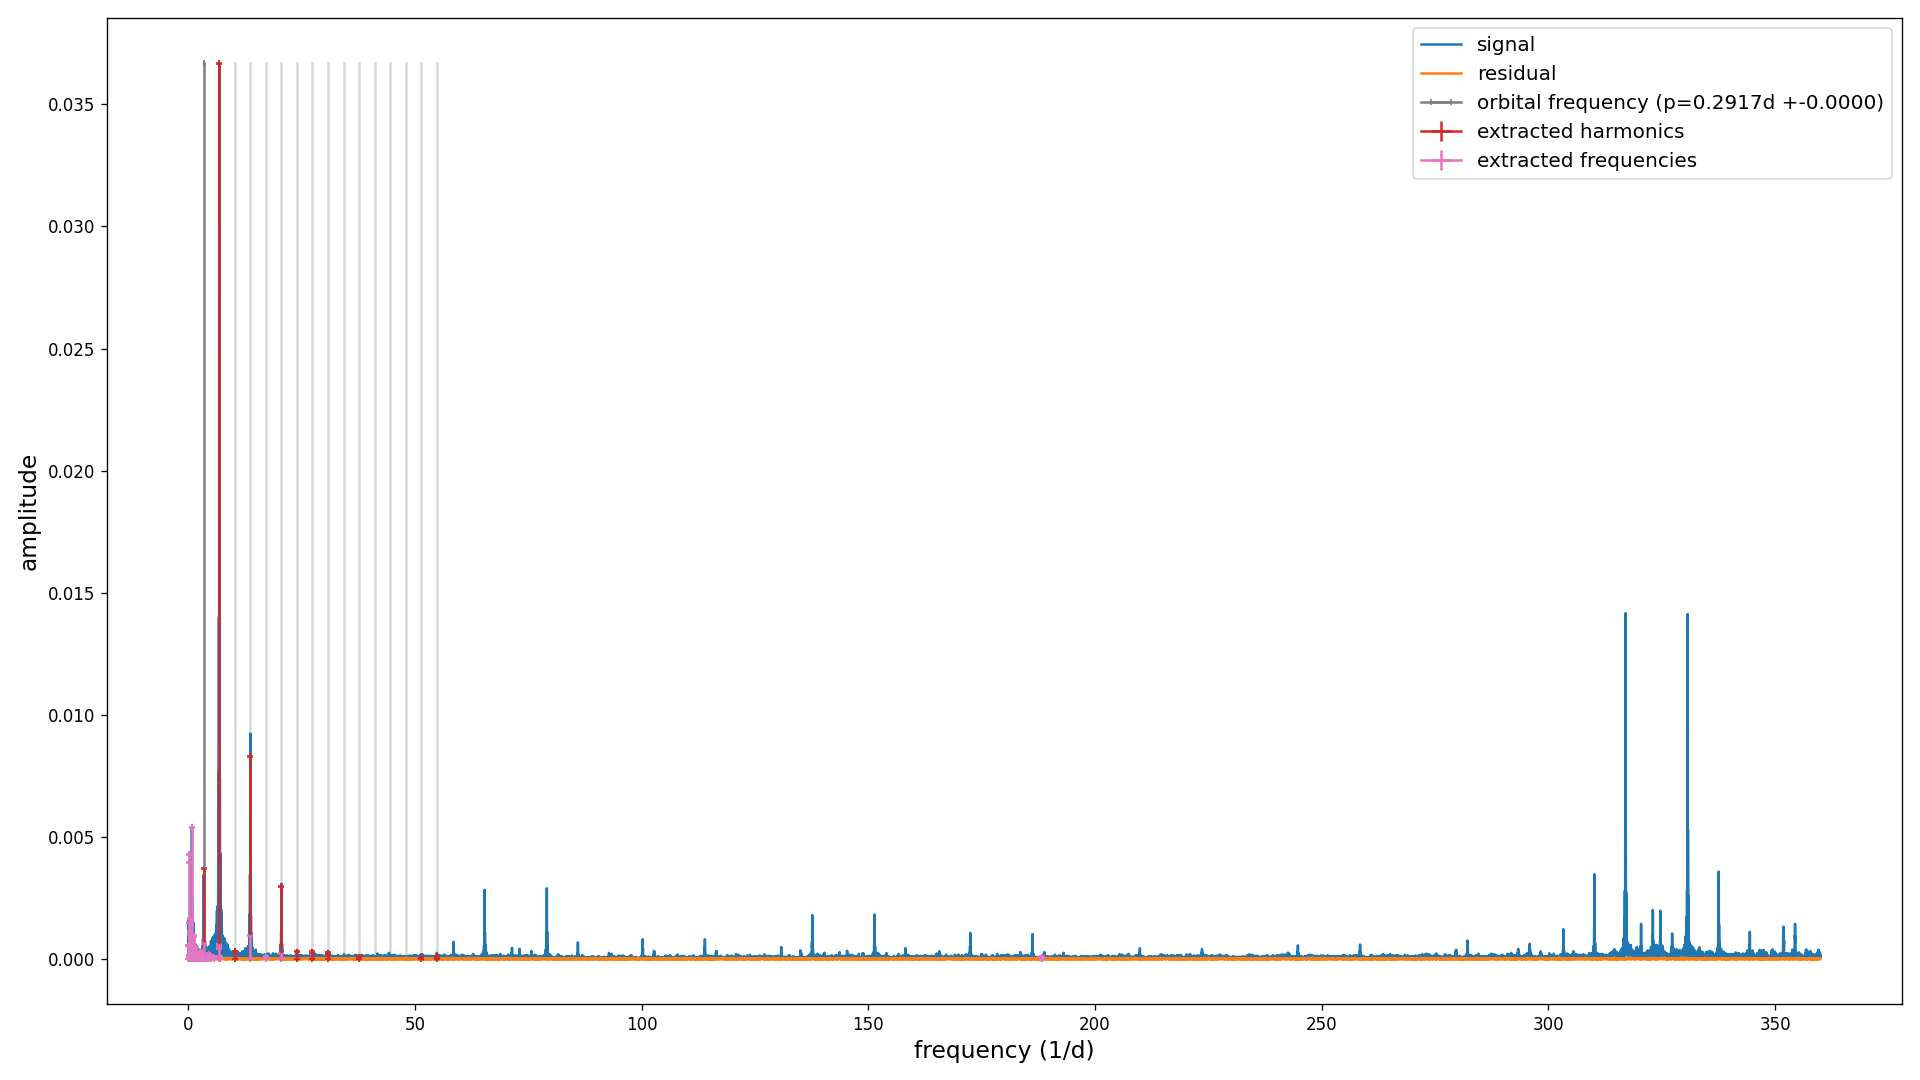 signal
residual
orbital frequency (p=0.2917d +-0.0000)
extracted harmonics
extracted frequencies
amplitude
0.035
0.030
0.025
0.020
0.015
0.010
0.005
0.000
0 50 100 150 200 250 300 350
frequency (1/d)